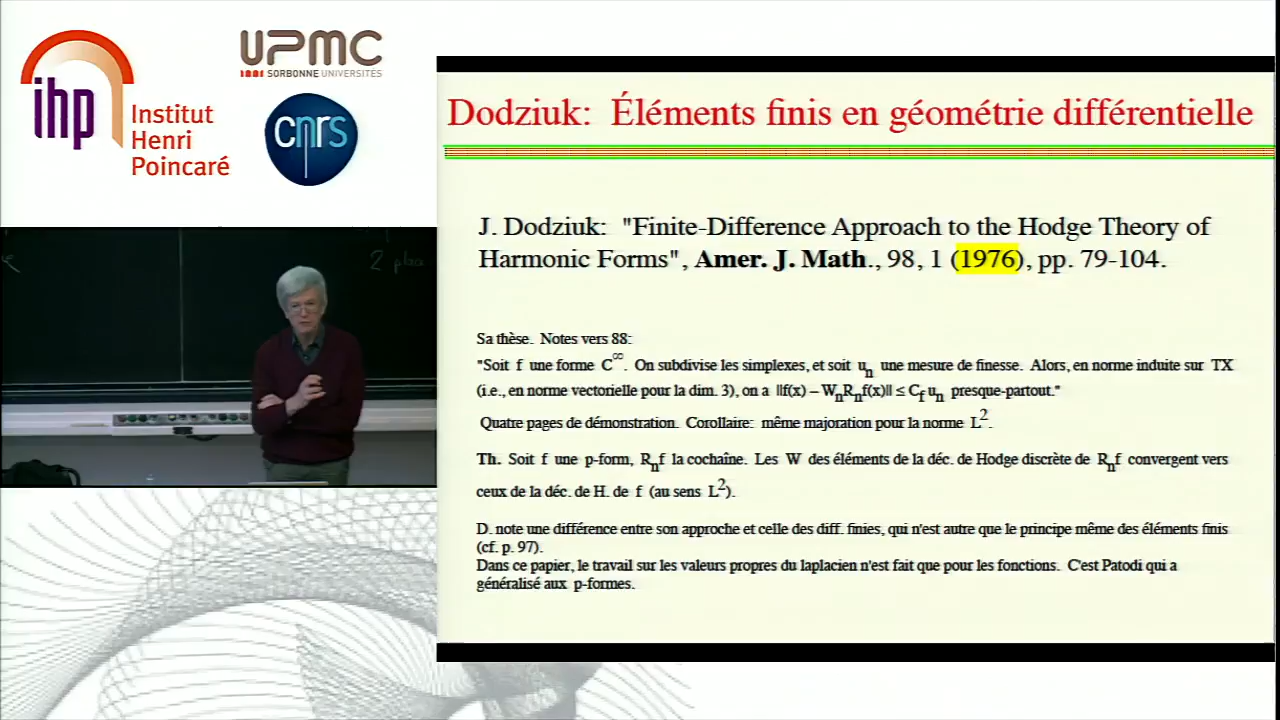 ihp
Institut
Henri
Poincaré
UPMC
SORBONNE UNIVERSITÉS
cnrs
2
Dodziuk: Éléments finis en géométrie différentielle
J. Dodziuk: "Finite-Difference Approach to the Hodge Theory of
Harmonic Forms", Amer. J. Math., 98, 1 (1976), pp. 79-104.
Sa thèse. Notes vers 88:
"Soit f une forme C∞. On subdivise les simplexes, et soit uₙ une mesure de finesse. Alors, en norme induite sur TX
(i.e., en norme vectorielle pour la dim. 3), on a ||f(x) – WₙRₙf(x)|| ≤ C_f uₙ presque-partout."
Quatre pages de démonstration. Corollaire: même majoration pour la norme L².
Th. Soit f une p-form, Rₙf la cochaîne. Les W des éléments de la déc. de Hodge discrète de Rₙf convergent vers
ceux de la déc. de H. de f (au sens L²).
D. note une différence entre son approche et celle des diff. finies, qui n'est autre que le principe même des éléments finis
(cf. p. 97).
Dans ce papier, le travail sur les valeurs propres du laplacien n'est fait que pour les fonctions. C'est Patodi qui a
généralisé aux p-formes.